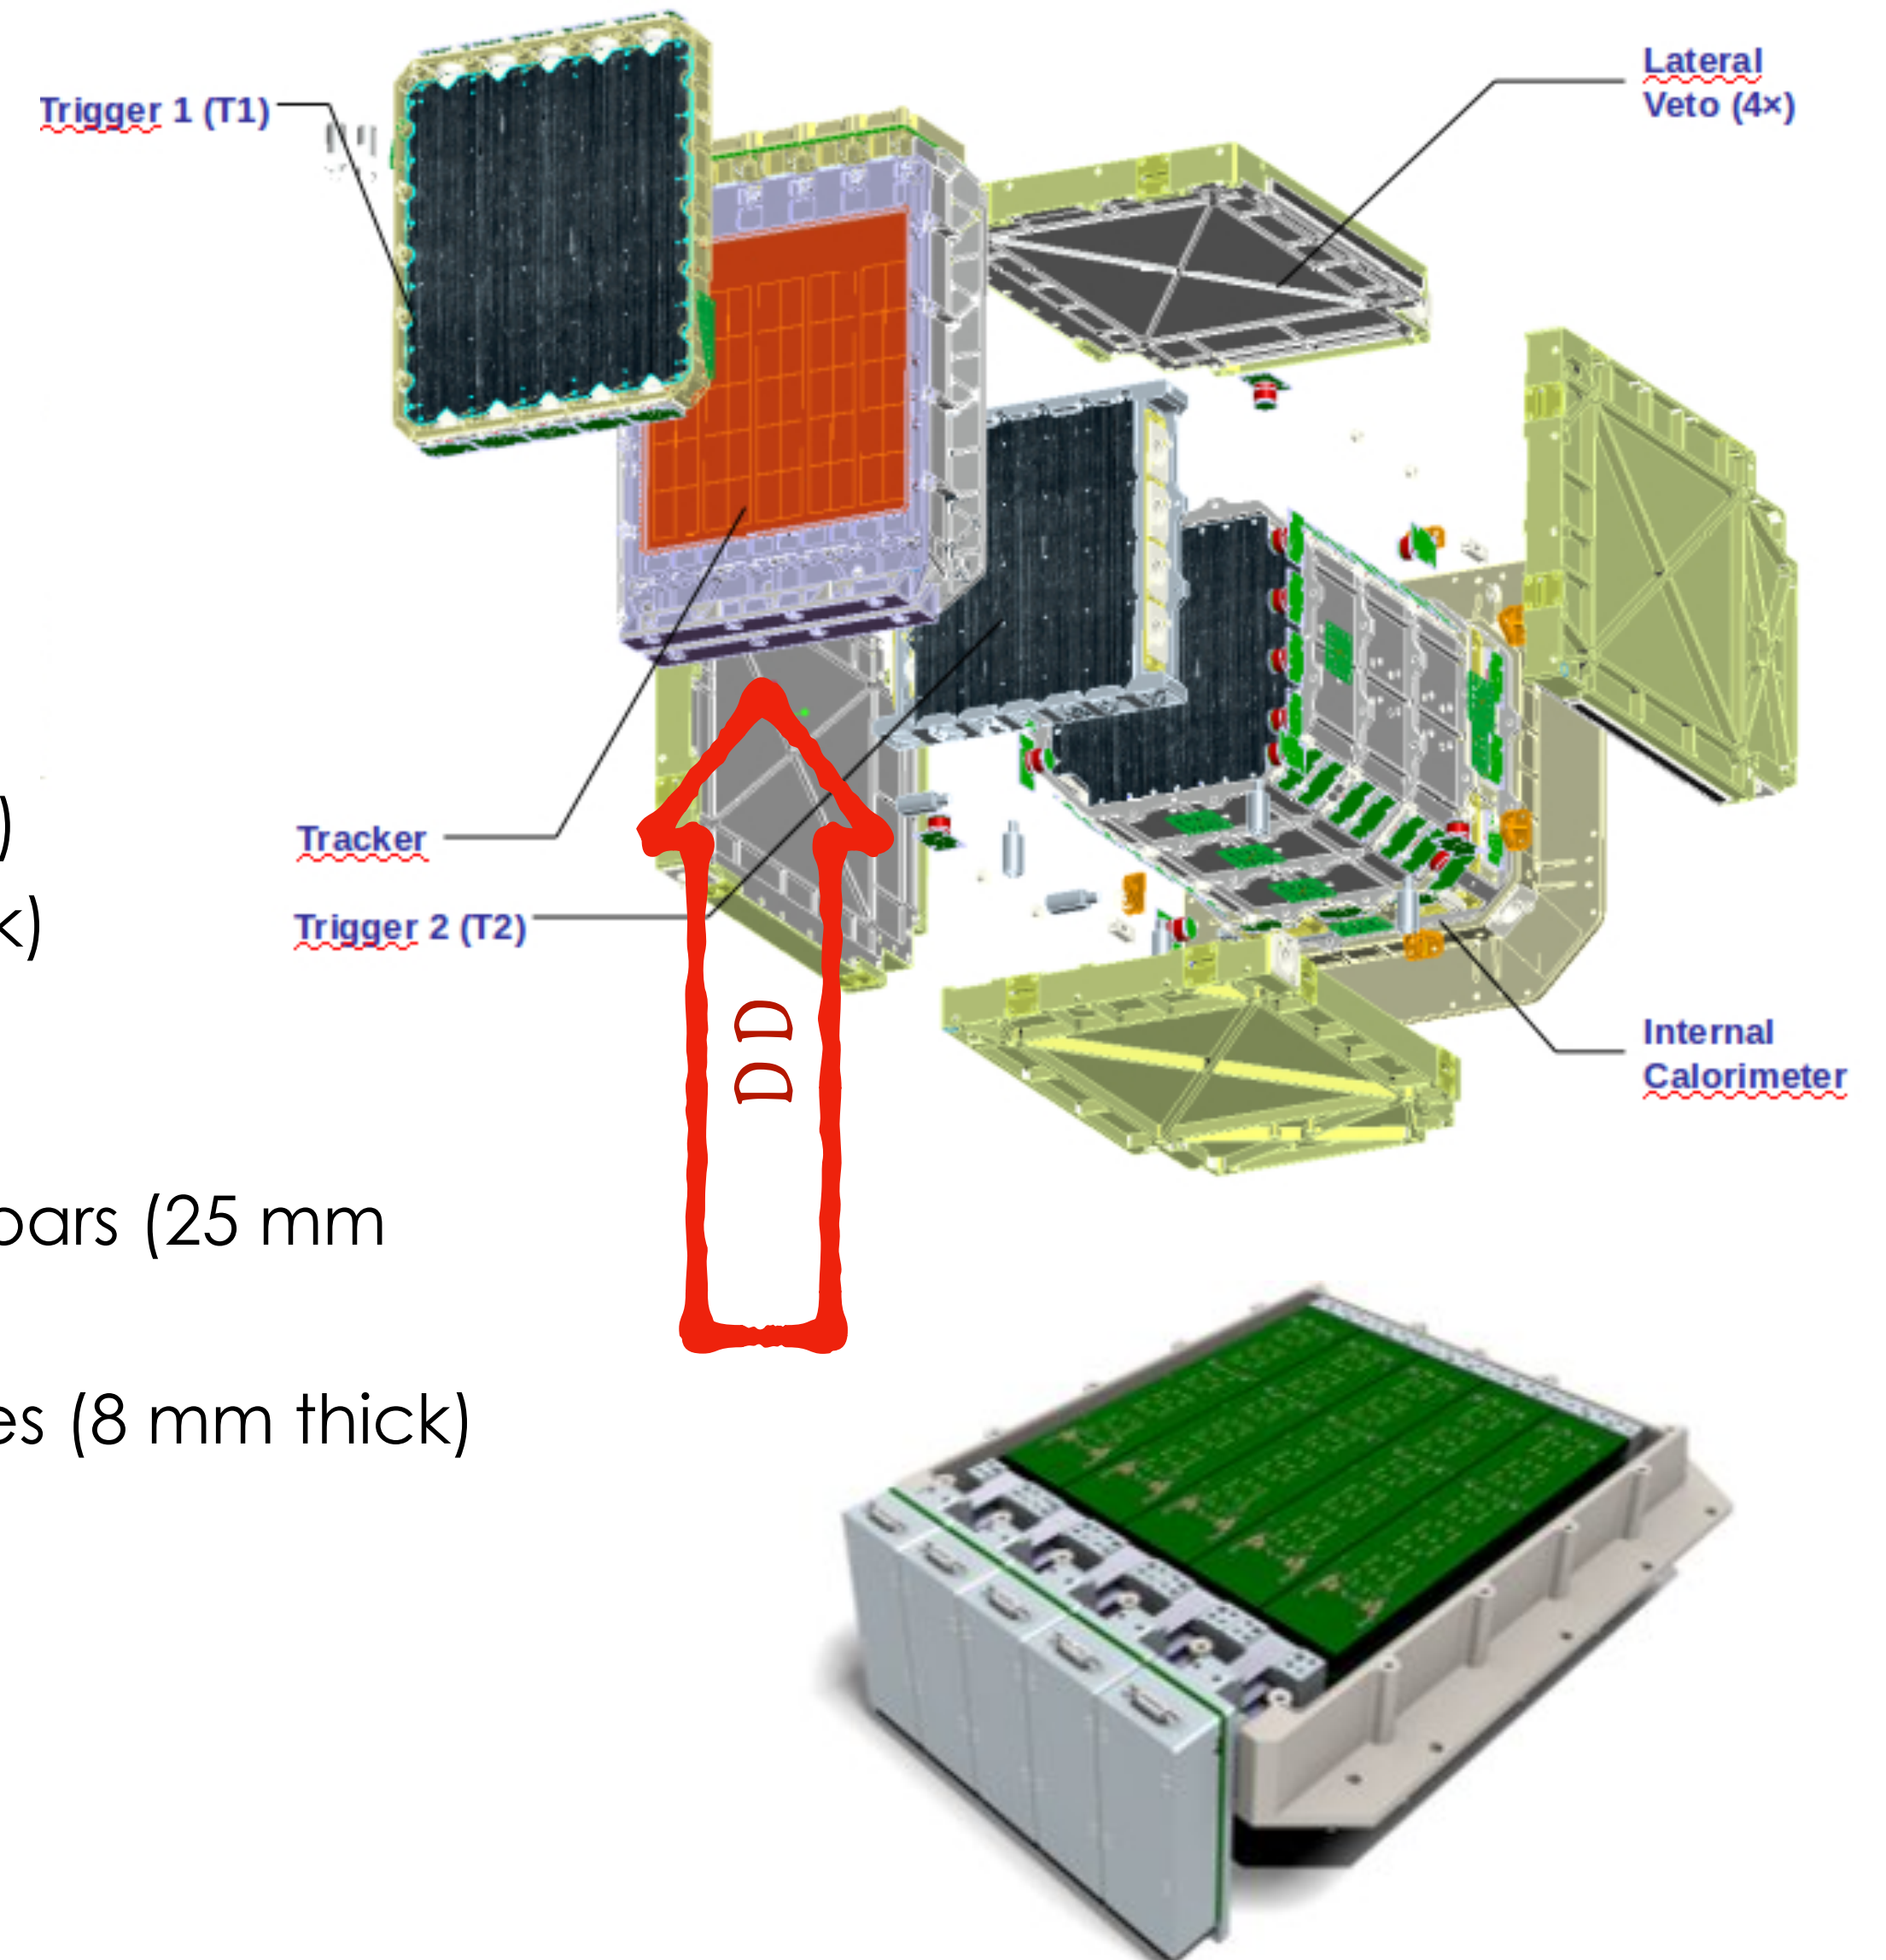 Trigger 1 (T1)
Lateral
Veto (4×)
)
k)
Tracker
Trigger 2 (T2)
DD
Internal
Calorimeter
bars (25 mm
es (8 mm thick)